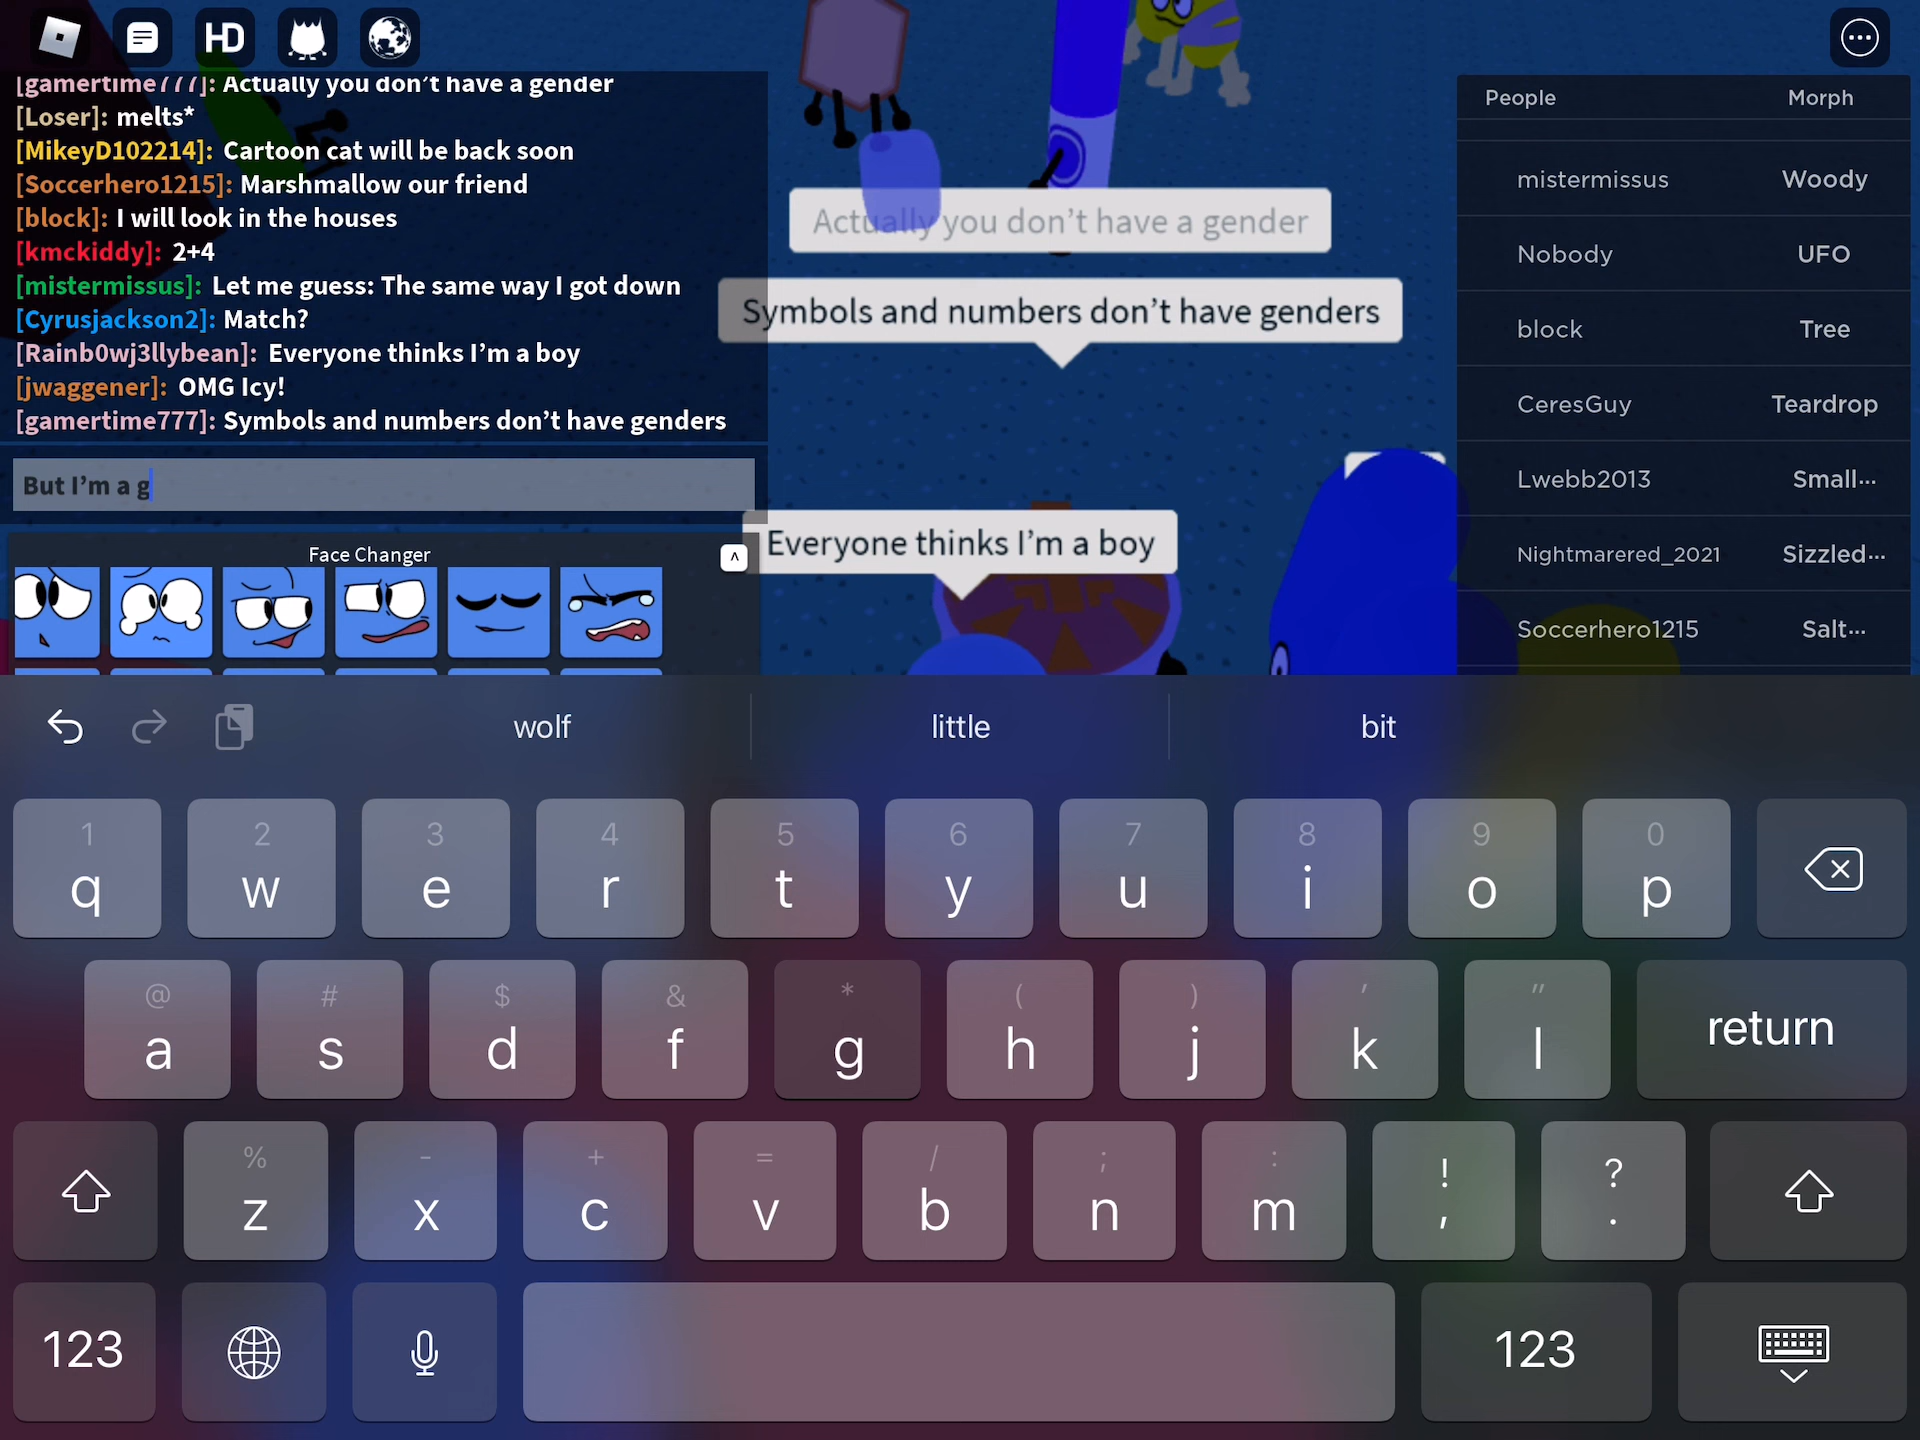 HD
[gamertime777]: Actually you don't have a gender
[Loser]: melts*
[MikeyD102214]: Cartoon cat will be back soon
[Soccerhero1215]: Marshmallow our friend
[block]: I will look in the houses
[kmckiddy]: 2+4
[mistermissus]: Let me guess: The same way I got down
[Cyrusjackson2]: Match?
[Rainb0wj3llybean]: Everyone thinks I'm a boy
[jwaggener]: OMG Icy!
[gamertime777]: Symbols and numbers don't have genders
But I'm a g
Face Changer
^
Actually you don't have a gender
Symbols and numbers don't have genders
Everyone thinks I'm a boy
People Morph
mistermissus Woody
Nobody UFO
block Tree
CeresGuy Teardrop
Lwebb2013 Small...
Nightmarered_2021 Sizzled...
Soccerhero1215 Salt...
wolf little bit
1 2 3 4 5 6 7 8 9 0
q w e r t y u i o p
@ # $ & * ( ) ' "
a s d f g h j k l return
% - + = / ; : ! ?
z x c v b n m , .
123 123